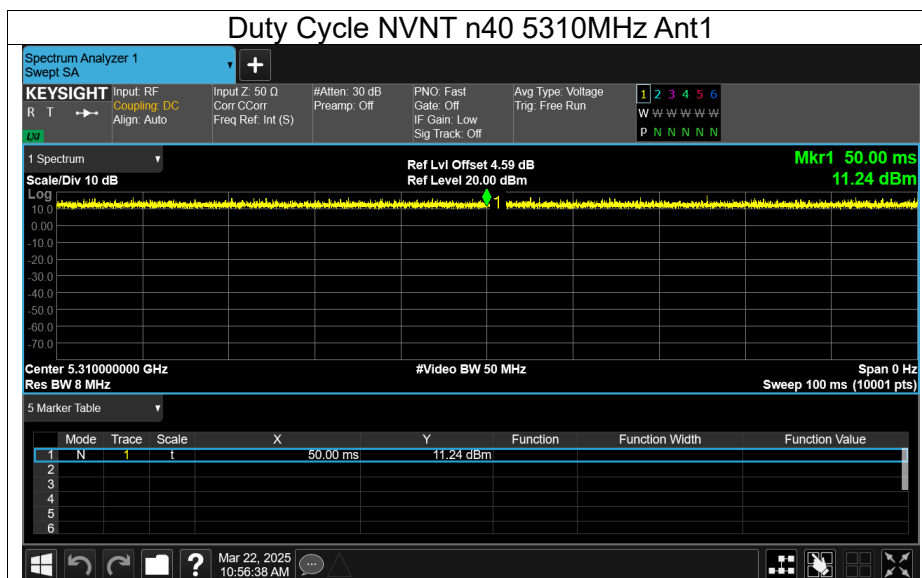 Duty Cycle NVNT n40 5310MHz Ant1
Spectrum Analyzer 1
Swept SA
+
KEYSIGHT Input: RF Input Z: 50 Ω #Atten: 30 dB PNO: Fast Avg Type: Voltage 1 2 3 4 5 6
R T Coupling: DC Corr CCorr Preamp: Off Gate: Off Trig: Free Run W W W W W W
Align: Auto Freq Ref: Int (S) IF Gain: Low
LXI Sig Track: Off P N N N N N
1 Spectrum Ref Lvl Offset 4.59 dB Mkr1 50.00 ms
Scale/Div 10 dB Ref Level 20.00 dBm 11.24 dBm
Log
10.0 1
0.00
-10.0
-20.0
-30.0
-40.0
-50.0
-60.0
-70.0
Center 5.310000000 GHz #Video BW 50 MHz Span 0 Hz
Res BW 8 MHz Sweep 100 ms (10001 pts)
5 Marker Table
Mode Trace Scale X Y Function Function Width Function Value
1 N 1 t 50.00 ms 11.24 dBm
2
3
4
5
6
? Mar 22, 2025
10:56:38 AM